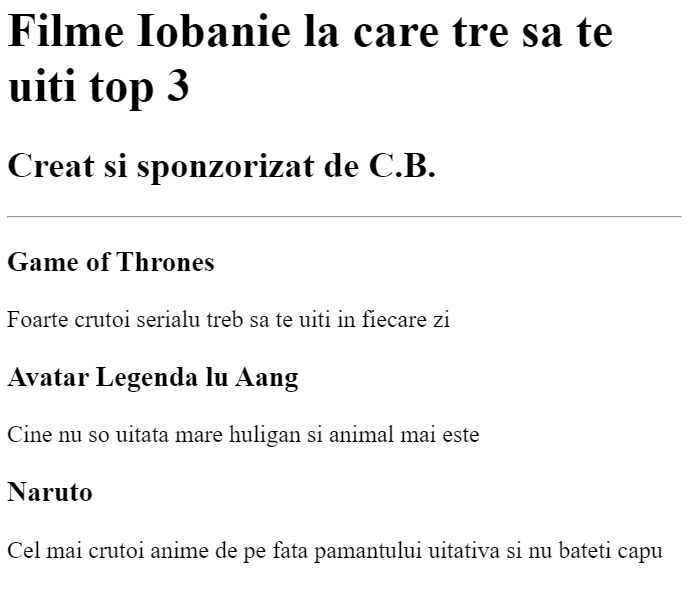 Filme Iobanie la care tre sa te
uiti top 3
Creat si sponzorizat de C.B.
Game of Thrones
Foarte crutoi serialu treb sa te uiti in fiecare zi
Avatar Legenda lu Aang
Cine nu so uitata mare huligan si animal mai este
Naruto
Cel mai crutoi anime de pe fata pamantului uitativa si nu bateti capu